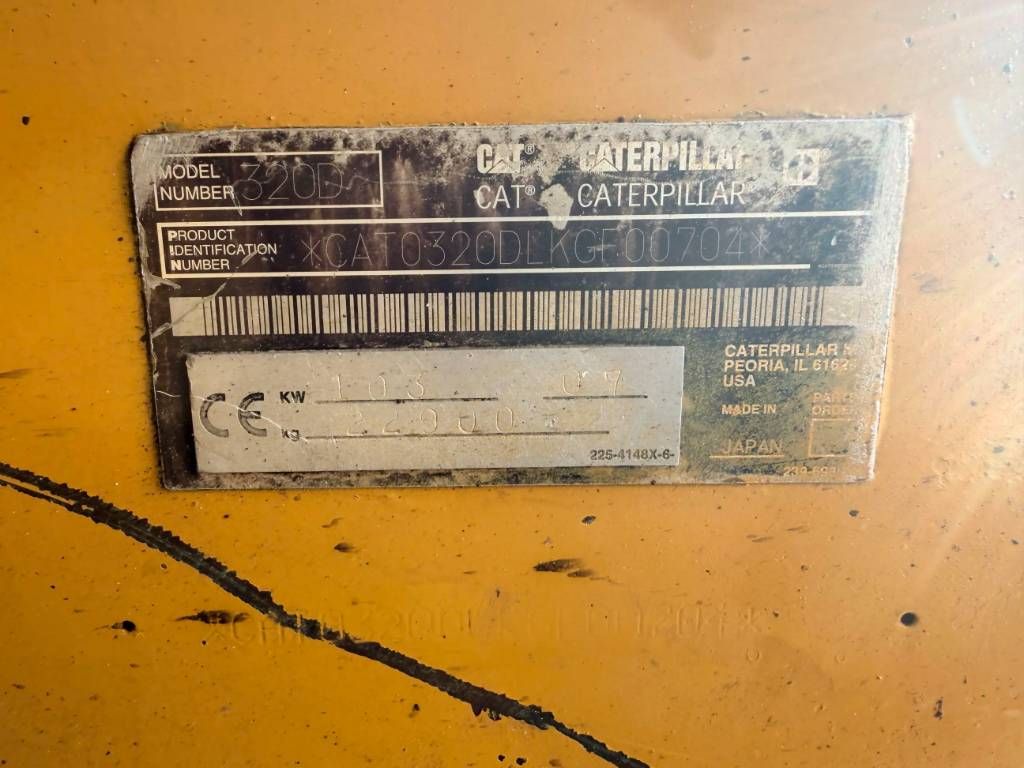 MODEL NUMBER 320D
CAT® CATERPILLAR
CAT® CATERPILLAR®
PRODUCT IDENTIFICATION NUMBER *CAT0320DLKGF00704*
CE
KW 103 07
kg 22000
225-4148X-6-
CATERPILLAR
PEORIA, IL
USA
MADE IN
JAPAN